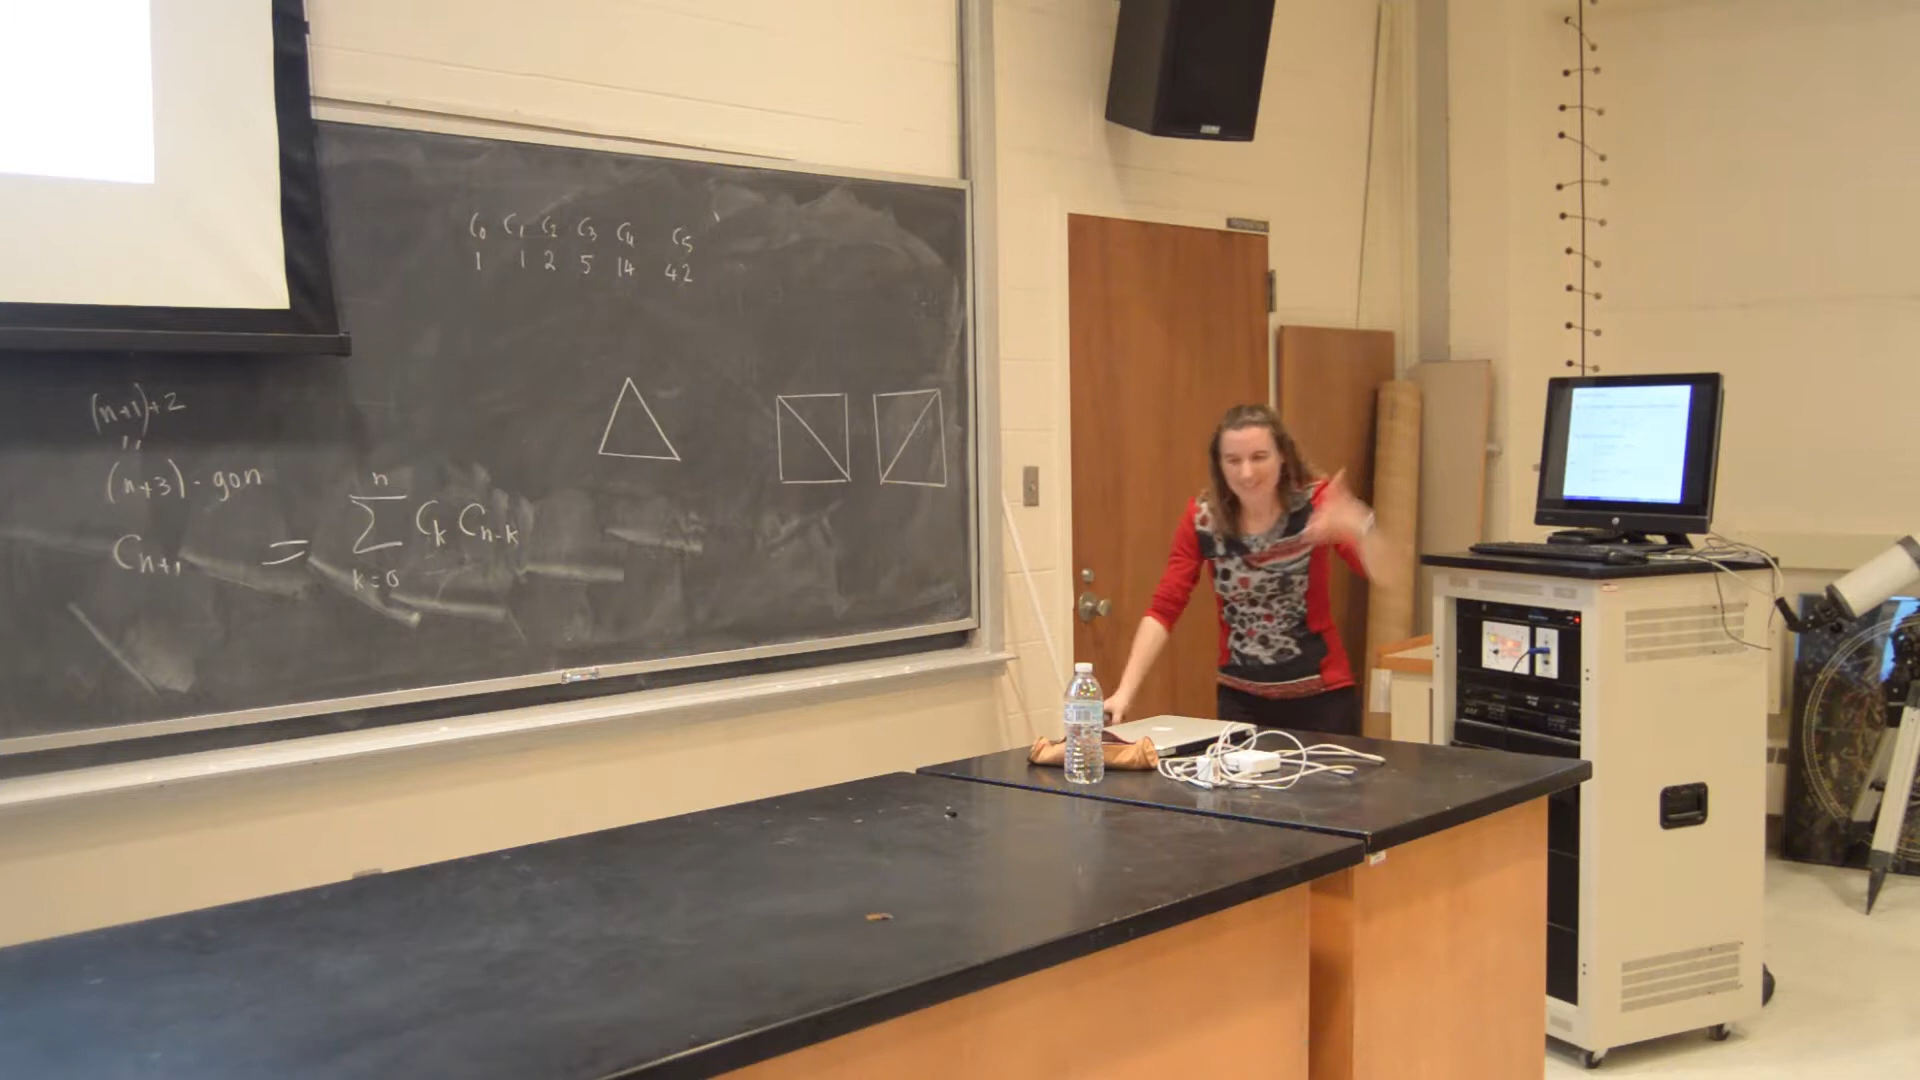 C₀ C₁ C₂ C₃ C₄ C₅
1 1 2 5 14 42
(n+1)+2
"
(n+3)-gon
n
Cₙ₊₁ = Σ Cₖ Cₙ₋ₖ
k=0